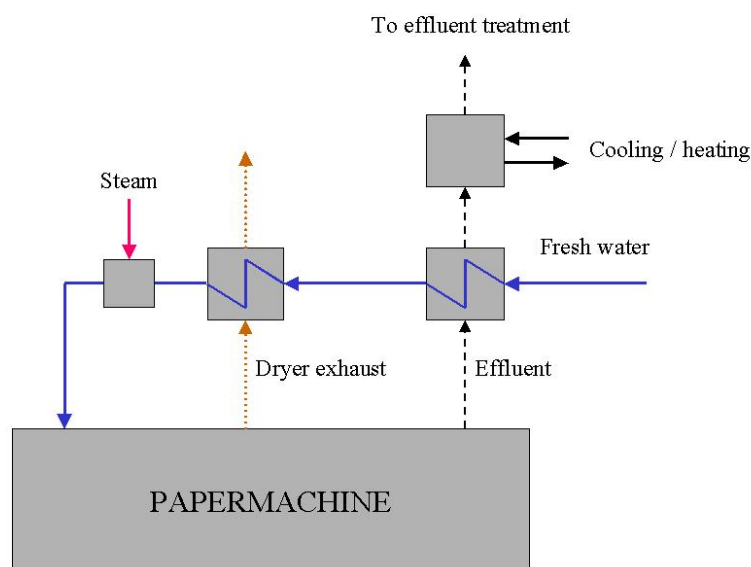 To effluent treatment
Cooling / heating
Steam
Fresh water
Dryer exhaust
Effluent
PAPERMACHINE